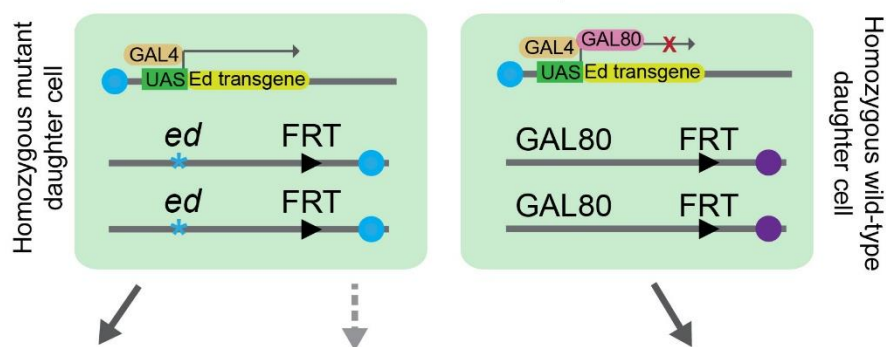 Homozygous mutant
daughter cell
GAL4
UAS Ed transgene
ed FRT
* 
ed FRT
*
GAL4 GAL80 X
UAS Ed transgene
GAL80 FRT
GAL80 FRT
Homozygous wild-type
daughter cell